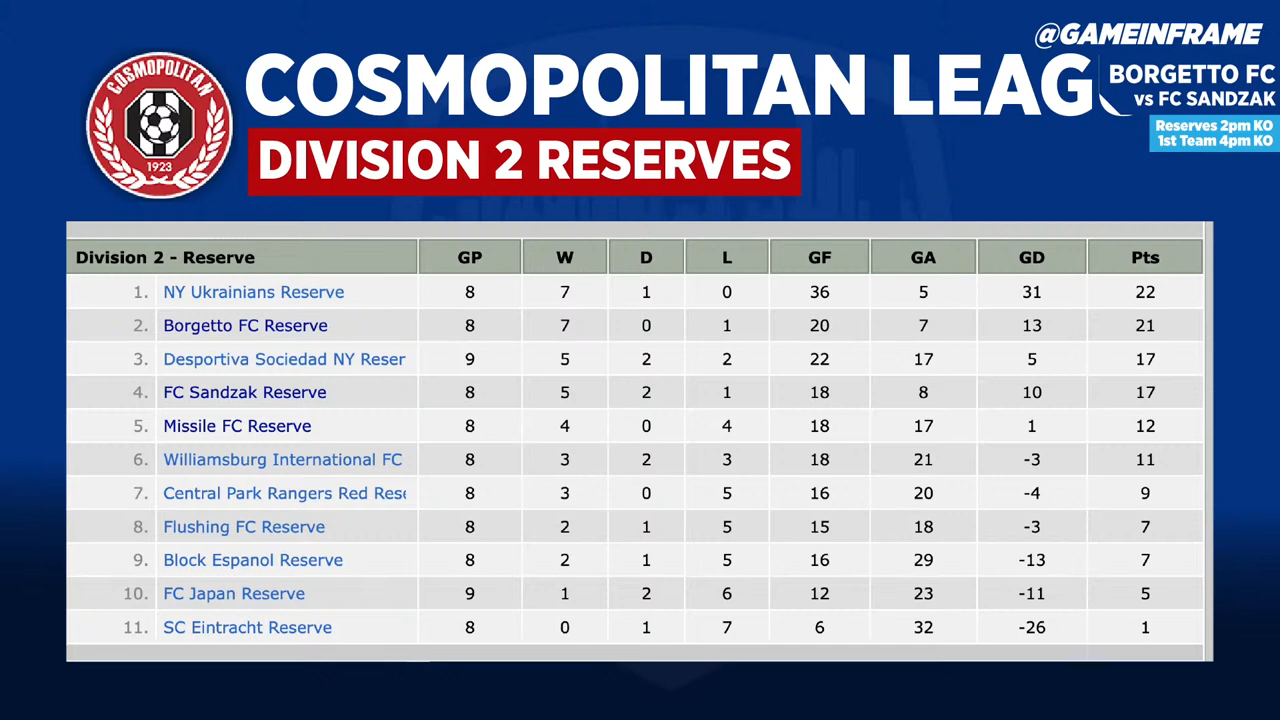 @GAMEINFRAME
COSMOPOLITAN LEAG
BORGETTO FC
vs FC SANDZAK
Reserves 2pm KO
1st Team 4pm KO
COSMOPOLITAN
1923
DIVISION 2 RESERVES
Division 2 - Reserve GP W D L GF GA GD Pts
1. NY Ukrainians Reserve 8 7 1 0 36 5 31 22
2. Borgetto FC Reserve 8 7 0 1 20 7 13 21
3. Desportiva Sociedad NY Reser 9 5 2 2 22 17 5 17
4. FC Sandzak Reserve 8 5 2 1 18 8 10 17
5. Missile FC Reserve 8 4 0 4 18 17 1 12
6. Williamsburg International FC 8 3 2 3 18 21 -3 11
7. Central Park Rangers Red Rese 8 3 0 5 16 20 -4 9
8. Flushing FC Reserve 8 2 1 5 15 18 -3 7
9. Block Espanol Reserve 8 2 1 5 16 29 -13 7
10. FC Japan Reserve 9 1 2 6 12 23 -11 5
11. SC Eintracht Reserve 8 0 1 7 6 32 -26 1